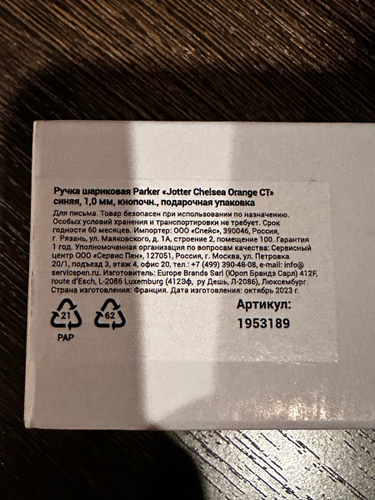 Ручка шариковая Parker «Jotter Chelsea Orange CT»
синяя, 1,0 мм, кнопочн., подарочная упаковка
Для письма. Товар безопасен при использовании по назначению.
Особых условий хранения и транспортировки не требует. Срок
годности 60 месяцев. Импортер: ООО «Спейс», 390046, Россия,
г. Рязань, ул. Маяковского, д. 1А, строение 2, помещение 100. Гарантия
1 год. Уполномоченная организация по вопросам качества: Сервисный
центр ООО «Сервис Пен», 127051, Россия, г. Москва, ул. Петровка
20/1, подъезд 3, этаж 4, офис 20, тел.: +7 (499) 390-48-08, e-mail: info@
servicepen.ru. Изготовитель: Europe Brands Sarl (Юроп Брандз Сарл) 412F,
route d'Esch, L-2086 Luxemburg (412Эф, ру Дешь, Л-2086), Люксембург.
Страна изготовления: Франция. Дата изготовления: октябрь 2023 г.
Артикул:
1953189
21
62
PAP